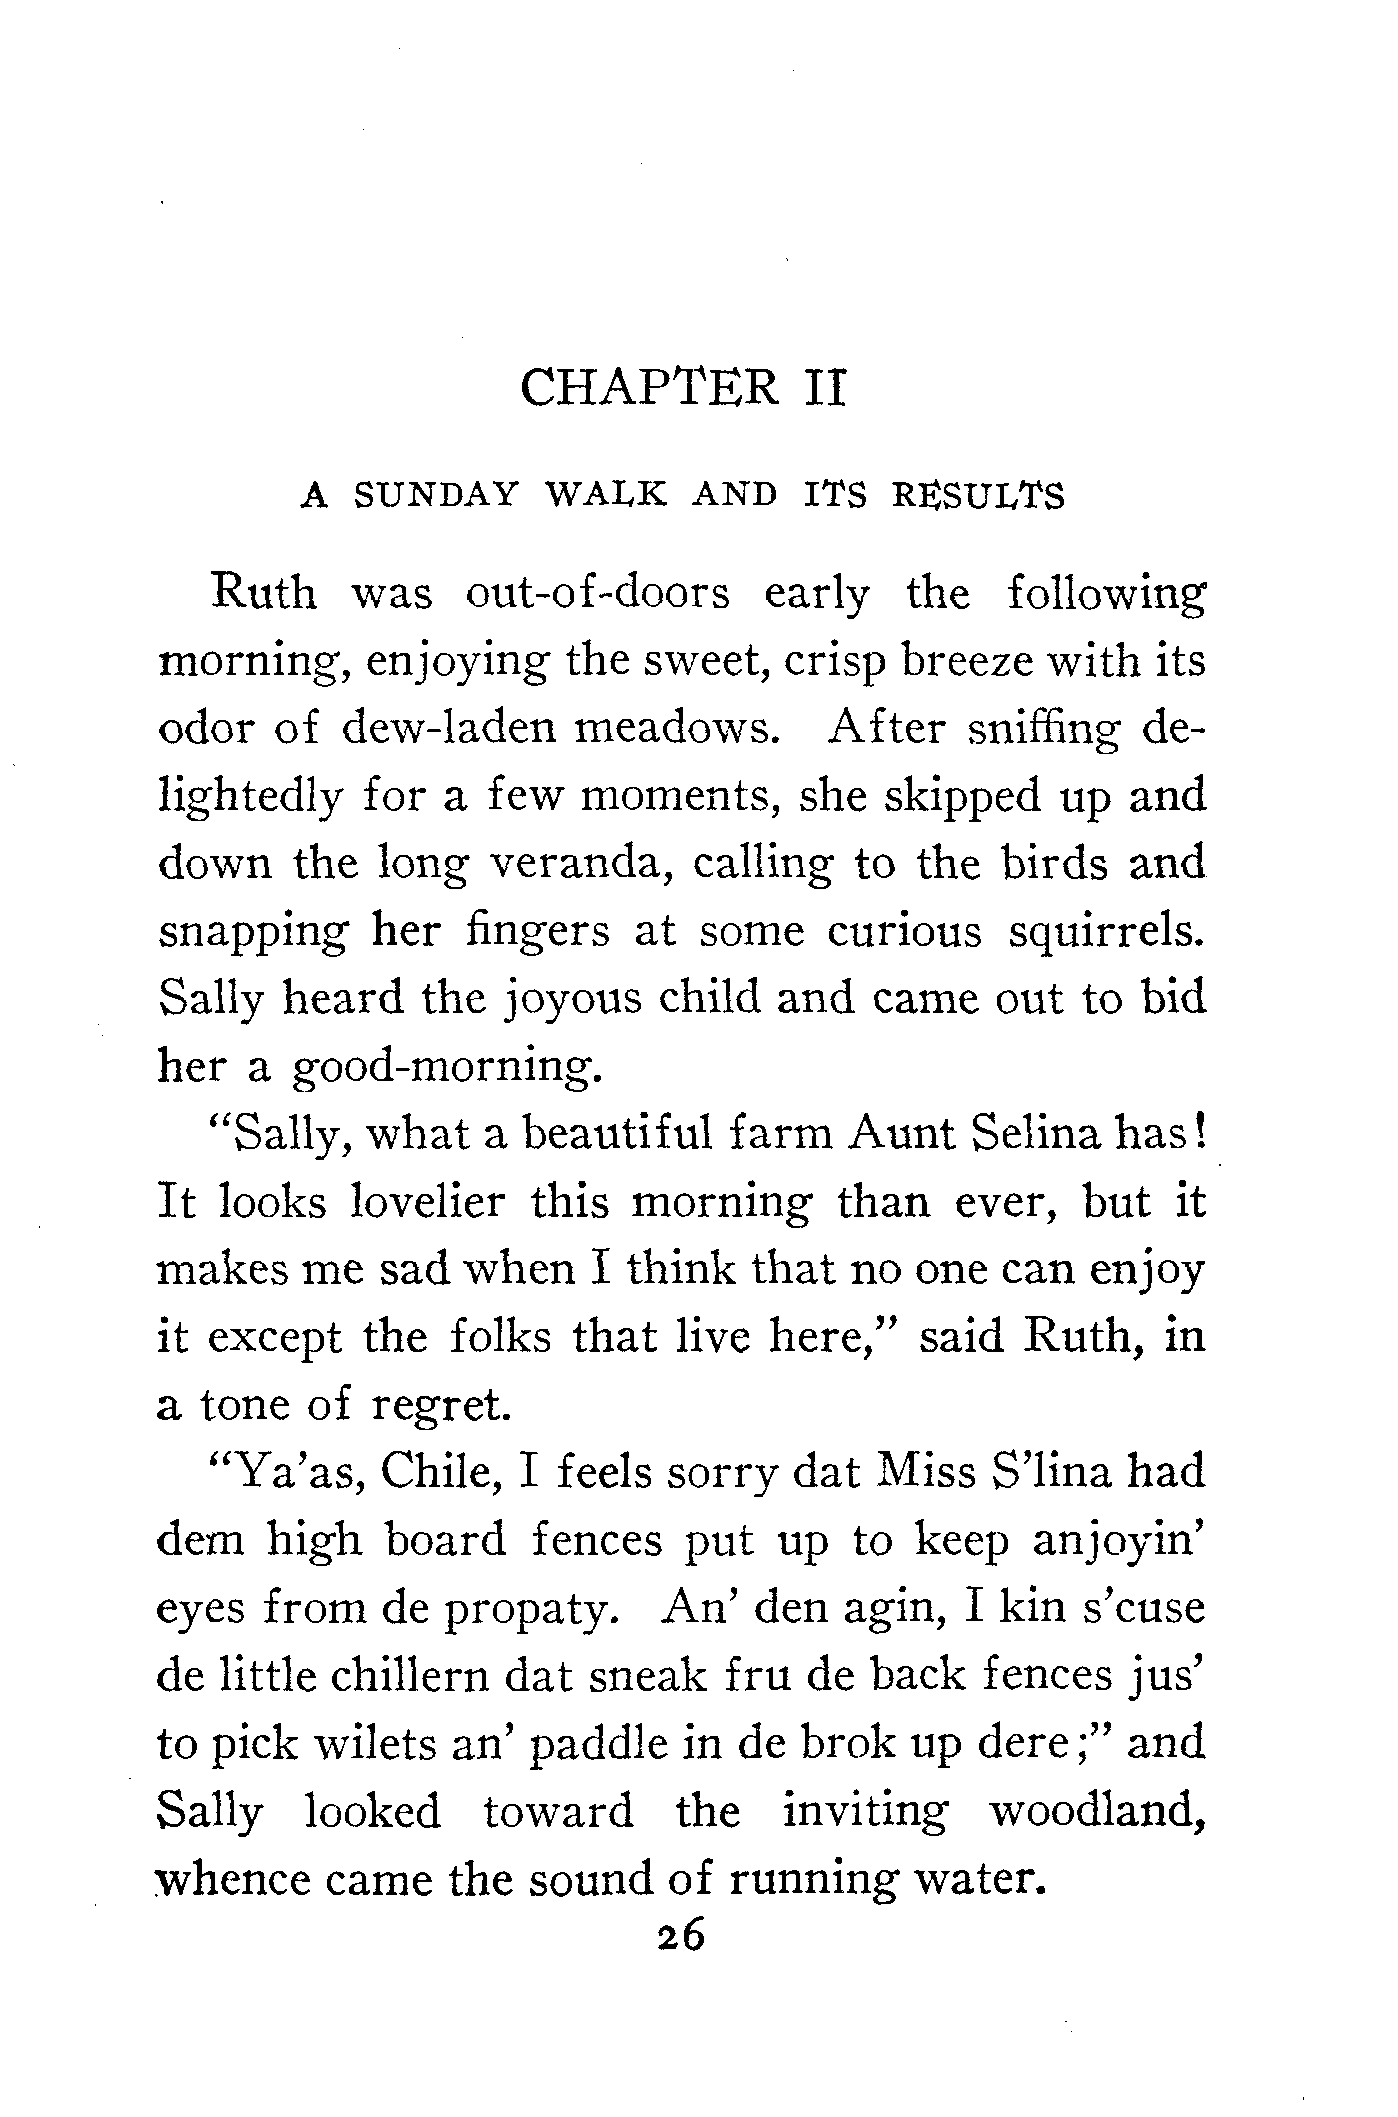 CHAPTER II
A SUNDAY WALK AND ITS RESULTS
Ruth was out-of-doors early the following
morning, enjoying the sweet, crisp breeze with its
odor of dew-laden meadows. After sniffing de-
lightedly for a few moments, she skipped up and
down the long veranda, calling to the birds and
snapping her fingers at some curious squirrels.
Sally heard the joyous child and came out to bid
her a good-morning.
"Sally, what a beautiful farm Aunt Selina has!
It looks lovelier this morning than ever, but it
makes me sad when I think that no one can enjoy
it except the folks that live here," said Ruth, in
a tone of regret.
"Ya'as, Chile, I feels sorry dat Miss S'lina had
dem high board fences put up to keep anjoyin'
eyes from de propaty. An' den agin, I kin s'cuse
de little chillern dat sneak fru de back fences jus'
to pick wilets an' paddle in de brok up dere;" and
Sally looked toward the inviting woodland,
whence came the sound of running water.
26